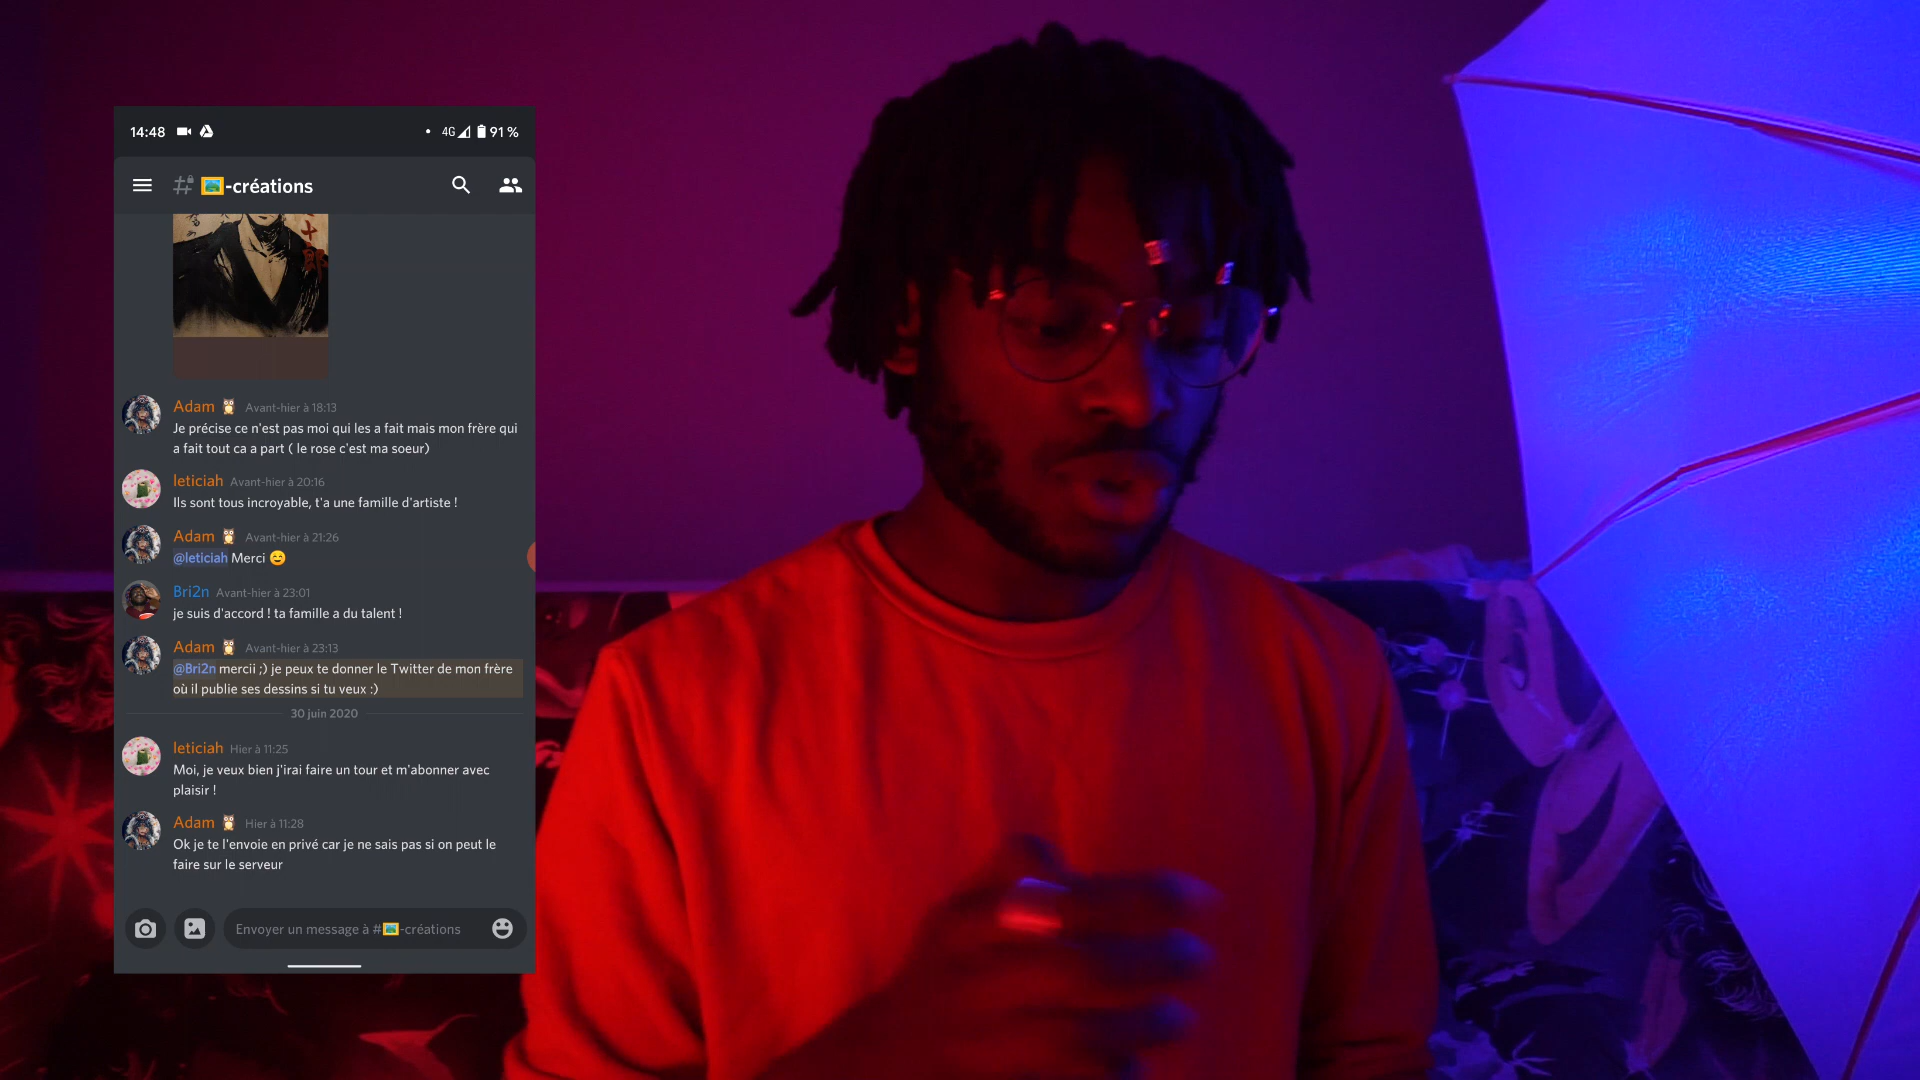 14:48 4G 91 %
# 🖼️-créations
十
郎
Adam 🦉 Avant-hier à 18:13
Je précise ce n'est pas moi qui les a fait mais mon frère qui
a fait tout ca a part ( le rose c'est ma soeur)
leticiah Avant-hier à 20:16
Ils sont tous incroyable, t'a une famille d'artiste !
Adam 🦉 Avant-hier à 21:26
@leticiah Merci 😊
Bri2n Avant-hier à 23:01
je suis d'accord ! ta famille a du talent !
Adam 🦉 Avant-hier à 23:13
@Bri2n mercii ;) je peux te donner le Twitter de mon frère
où il publie ses dessins si tu veux :)
30 juin 2020
leticiah Hier à 11:25
Moi, je veux bien j'irai faire un tour et m'abonner avec
plaisir !
Adam 🦉 Hier à 11:28
Ok je te l'envoie en privé car je ne sais pas si on peut le
faire sur le serveur
Envoyer un message à #🖼️-créations